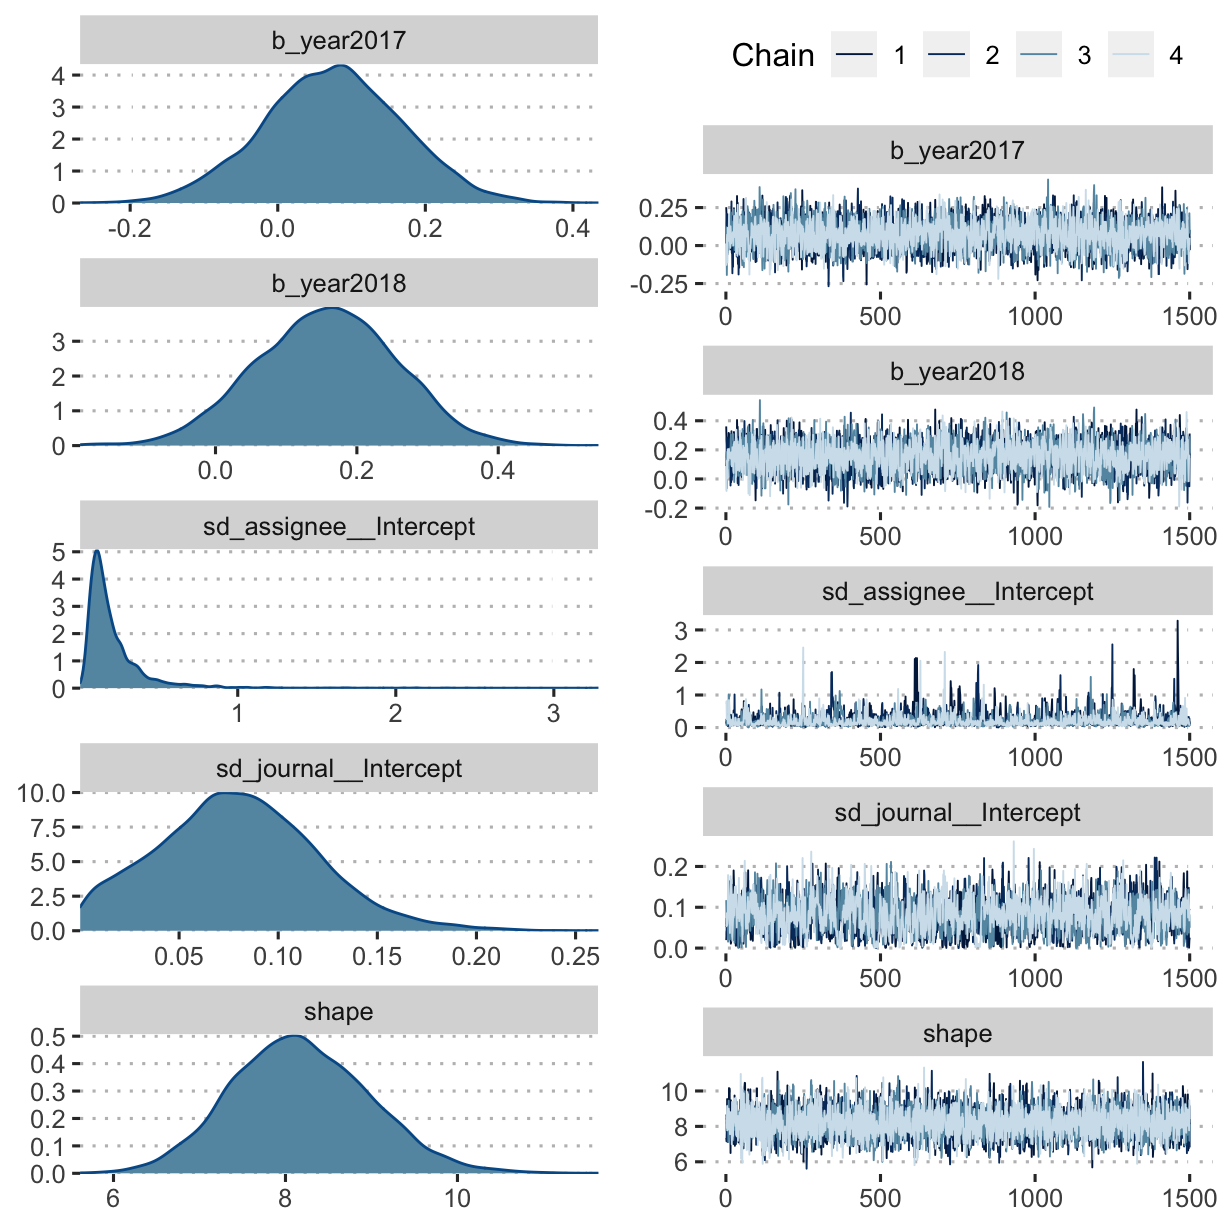 b_year2017
4
3
2
1
0
-0.2 0.0 0.2 0.4
b_year2018
3
2
1
0
0.0 0.2 0.4
sd_assignee__Intercept
5
4
3
2
1
0
1 2 3
sd_journal__Intercept
10.0
7.5
5.0
2.5
0.0
0.05 0.10 0.15 0.20 0.25
shape
0.5
0.4
0.3
0.2
0.1
0.0
6 8 10
Chain 1 2 3 4
b_year2017
0.25
0.00
-0.25
0 500 1000 1500
b_year2018
0.4
0.2
0.0
-0.2
0 500 1000 1500
sd_assignee__Intercept
3
2
1
0
0 500 1000 1500
sd_journal__Intercept
0.2
0.1
0.0
0 500 1000 1500
shape
10
8
6
0 500 1000 1500